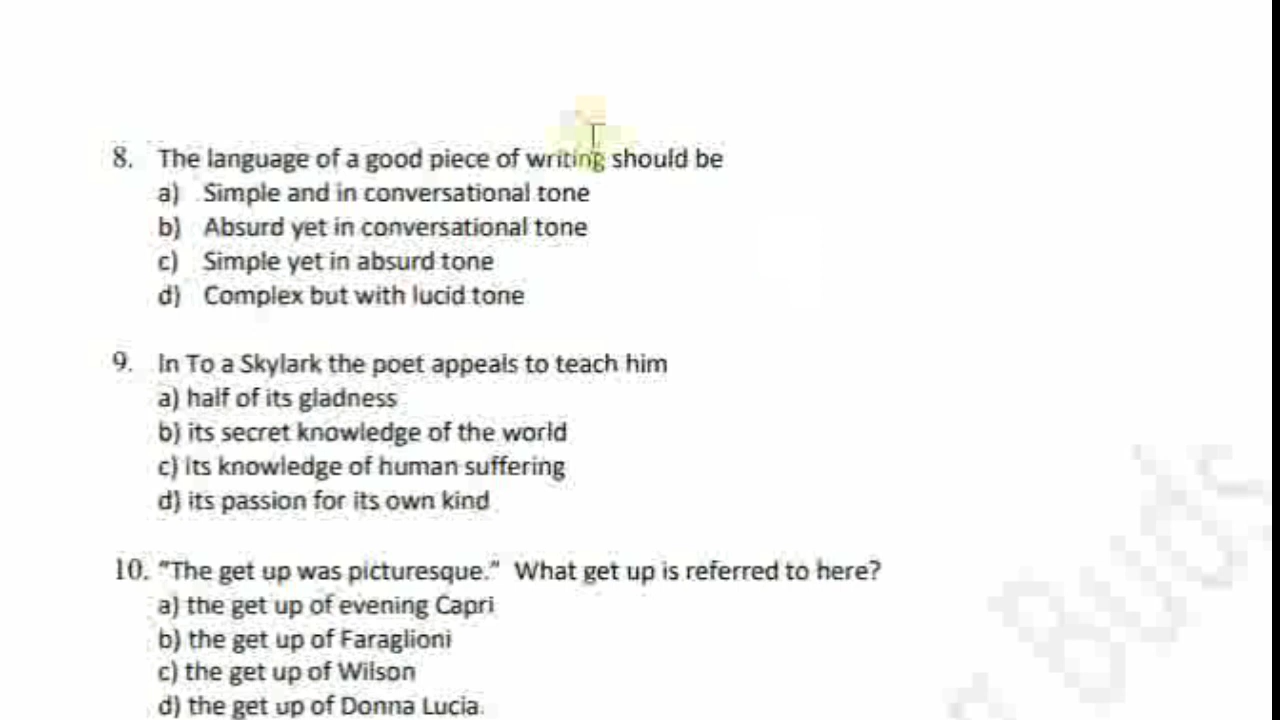 8. The language of a good piece of writing should be
a) Simple and in conversational tone
b) Absurd yet in conversational tone
c) Simple yet in absurd tone
d) Complex but with lucid tone
9. In To a Skylark the poet appeals to teach him
a) half of its gladness
b) its secret knowledge of the world
c) Its knowledge of human suffering
d) its passion for its own kind
10. "The get up was picturesque." What get up is referred to here?
a) the get up of evening Capri
b) the get up of Faraglioni
c) the get up of Wilson
d) the get up of Donna Lucia.